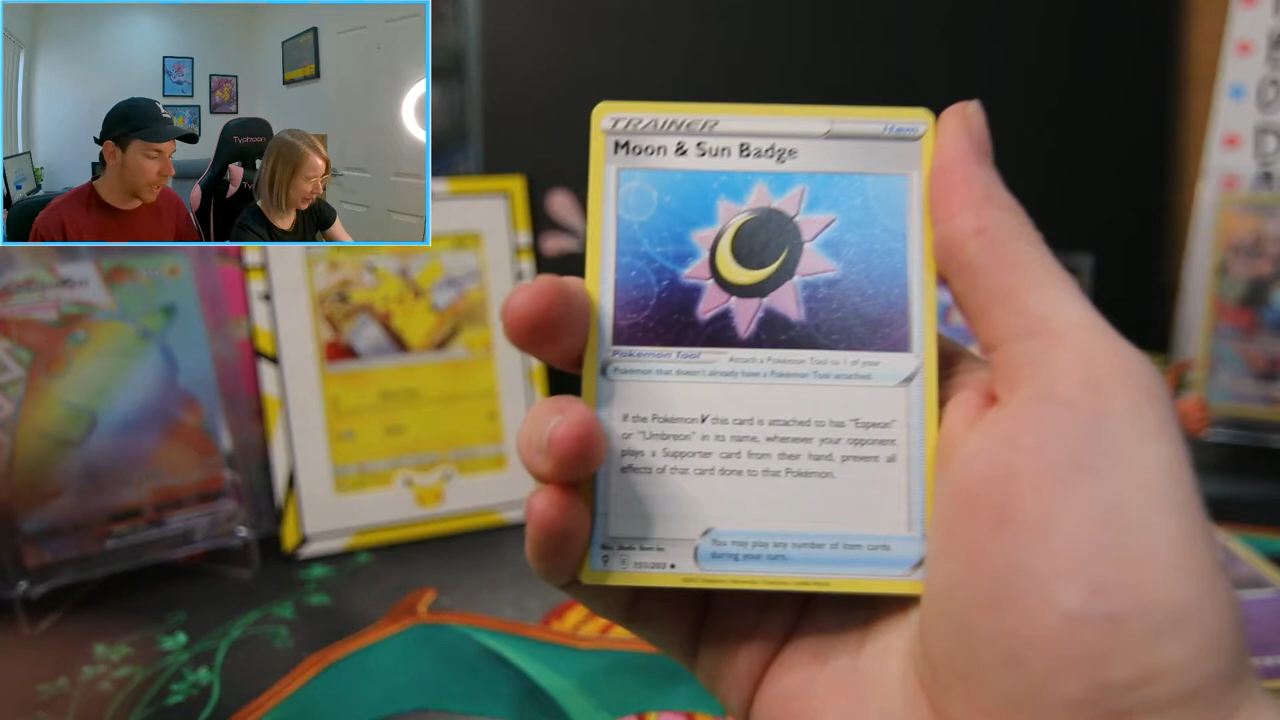 Typhoon
TRAINER Item
Moon & Sun Badge
Pokémon Tool Attach a Pokémon Tool to 1 of your
Pokémon that doesn't already have a Pokémon Tool attached.
If the Pokémon V this card is attached to has "Espeon"
or "Umbreon" in its name, whenever your opponent
plays a Supporter card from their hand, prevent all
effects of that card done to that Pokémon.
You may play any number of Item cards
during your turn.
151/203